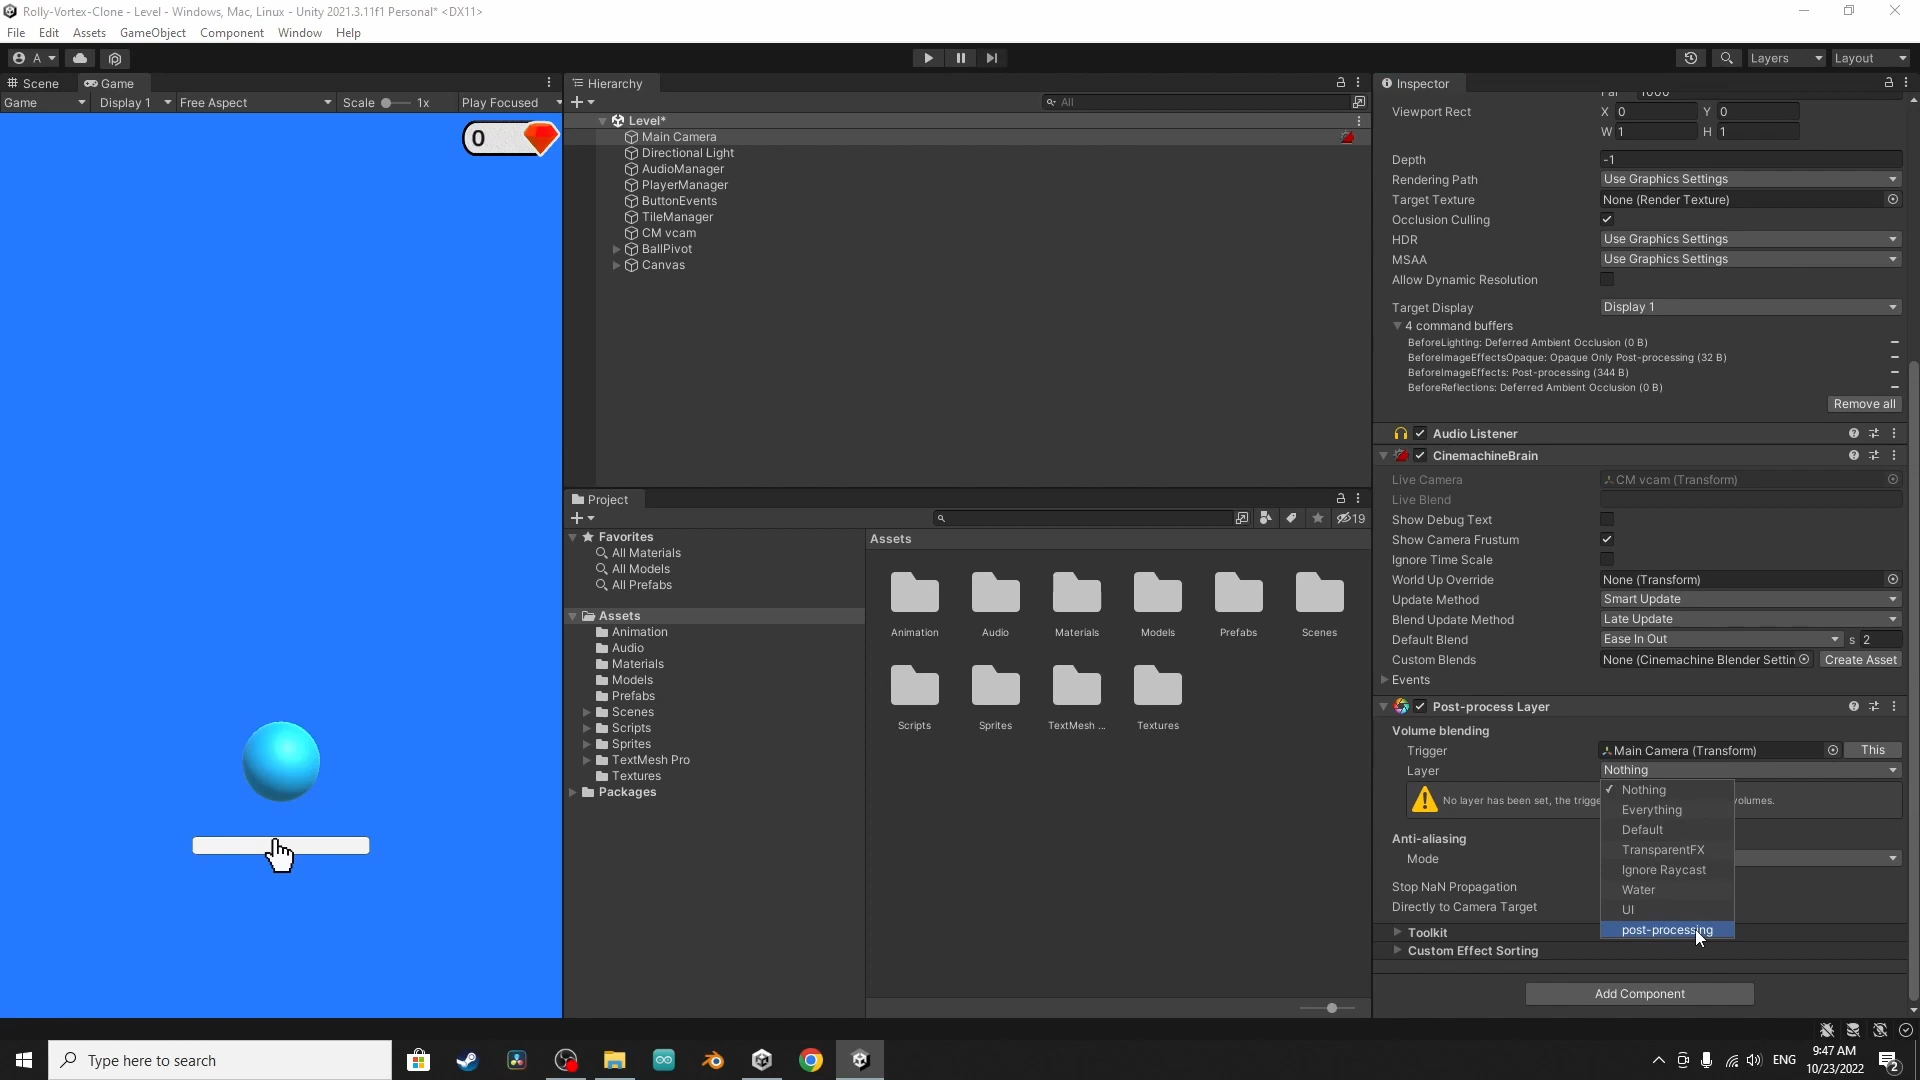 Rolly-Vortex-Clone - Level - Windows, Mac, Linux - Unity 2021.3.11f1 Personal* <DX11>
File Edit Assets GameObject Component Window Help
A
Layers Layout
Scene Game
Game Display 1 Free Aspect Scale 1x Play Focused
0
Hierarchy
All
Level*
Main Camera
Directional Light
AudioManager
PlayerManager
ButtonEvents
TileManager
CM vcam
BallPivot
Canvas
Project
19
Favorites
All Materials
All Models
All Prefabs
Assets
Animation
Audio
Materials
Models
Prefabs
Scenes
Scripts
Sprites
TextMesh Pro
Textures
Packages
Assets
Animation Audio Materials Models Prefabs Scenes
Scripts Sprites TextMesh ... Textures
Inspector
Viewport Rect X 0 Y 0
W 1 H 1
Depth -1
Rendering Path Use Graphics Settings
Target Texture None (Render Texture)
Occlusion Culling
HDR Use Graphics Settings
MSAA Use Graphics Settings
Allow Dynamic Resolution
Target Display Display 1
4 command buffers
BeforeLighting: Deferred Ambient Occlusion (0 B)
BeforeImageEffectsOpaque: Opaque Only Post-processing (32 B)
BeforeImageEffects: Post-processing (344 B)
BeforeReflections: Deferred Ambient Occlusion (0 B)
Remove all
Audio Listener
CinemachineBrain
Live Camera CM vcam (Transform)
Live Blend
Show Debug Text
Show Camera Frustum
Ignore Time Scale
World Up Override None (Transform)
Update Method Smart Update
Blend Update Method Late Update
Default Blend Ease In Out s 2
Custom Blends None (Cinemachine Blender Settin Create Asset
Events
Post-process Layer
Volume blending
Trigger Main Camera (Transform) This
Layer Nothing
Nothing
No layer has been set, the trigge volumes.
Everything
Default
TransparentFX
Ignore Raycast
Water
UI
post-processing
Anti-aliasing
Mode
Stop NaN Propagation
Directly to Camera Target
Toolkit
Custom Effect Sorting
Add Component
Type here to search
ENG
9:47 AM
10/23/2022
2